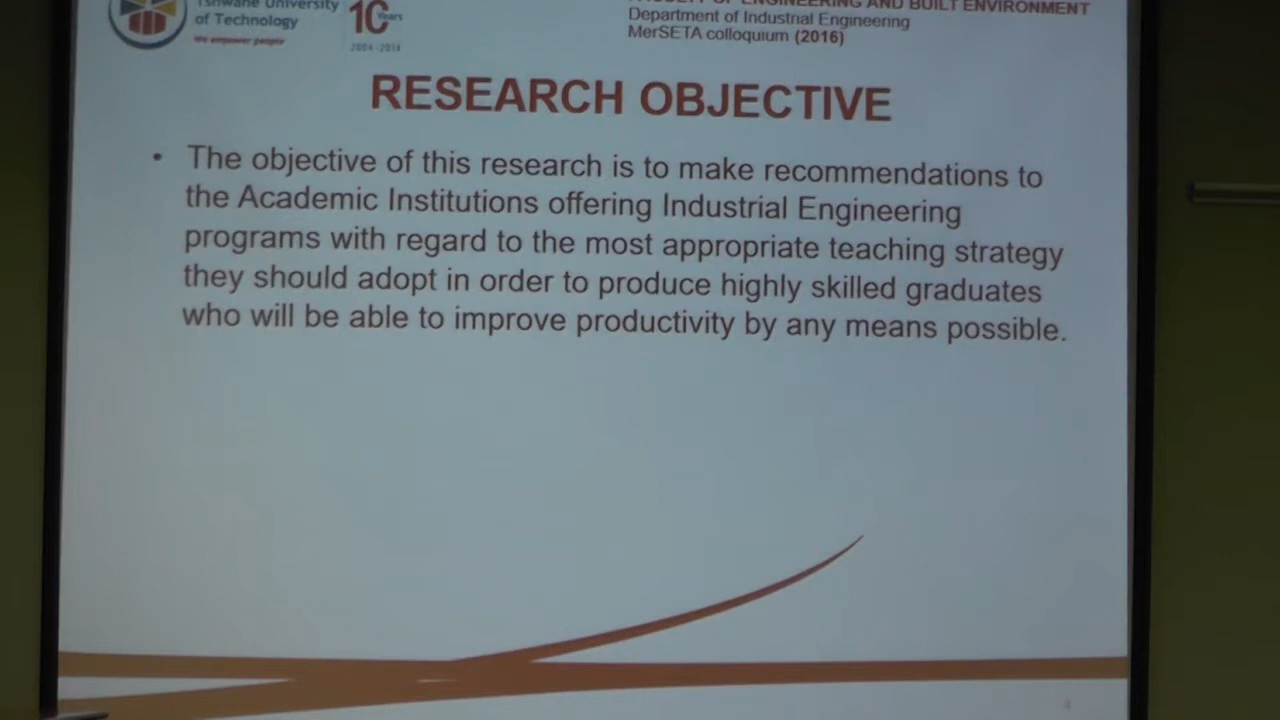 Tshwane University
of Technology
We empower people
10 Years
2004-2014
FACULTY OF ENGINEERING AND BUILT ENVIRONMENT
Department of Industrial Engineering
MerSETA colloquium (2016)
RESEARCH OBJECTIVE
• The objective of this research is to make recommendations to
the Academic Institutions offering Industrial Engineering
programs with regard to the most appropriate teaching strategy
they should adopt in order to produce highly skilled graduates
who will be able to improve productivity by any means possible.
4